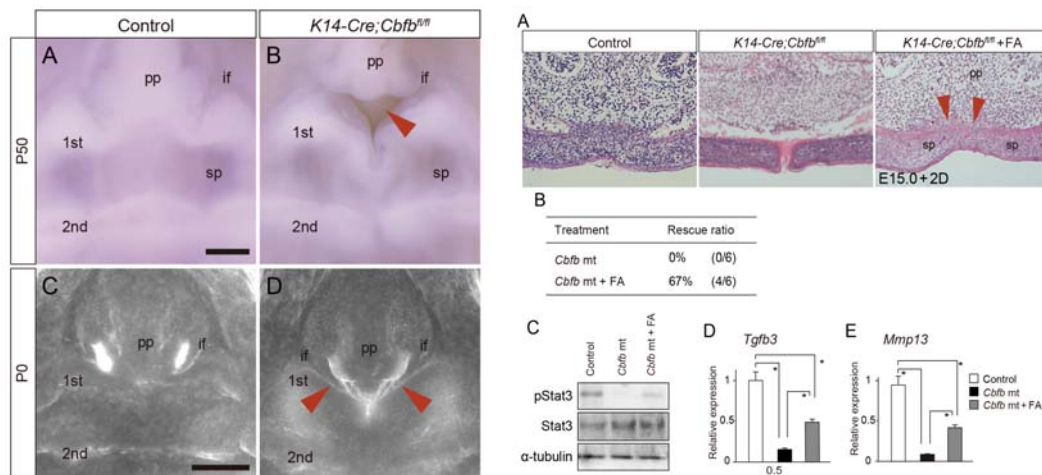 Control
K14-Cre;Cbfb^fl/fl
P50
A
pp
if
1st
sp
2nd
B
pp
if
1st
sp
2nd
P0
C
pp
if
1st
2nd
D
if
pp
if
1st
2nd
A
Control
K14-Cre;Cbfb^fl/fl
K14-Cre;Cbfb^fl/fl +FA
pp
sp
sp
E15.0+2D
B
Treatment Rescue ratio
Cbfb mt 0% (0/6)
Cbfb mt + FA 67% (4/6)
C
Control
Cbfb mt
Cbfb mt + FA
pStat3
Stat3
α-tubulin
D
Tgfb3
Relative expression
1
0.5
0
*
*
*
0.5
E
Mmp13
Relative expression
1
0.5
0
*
*
*
Control
Cbfb mt
Cbfb mt + FA